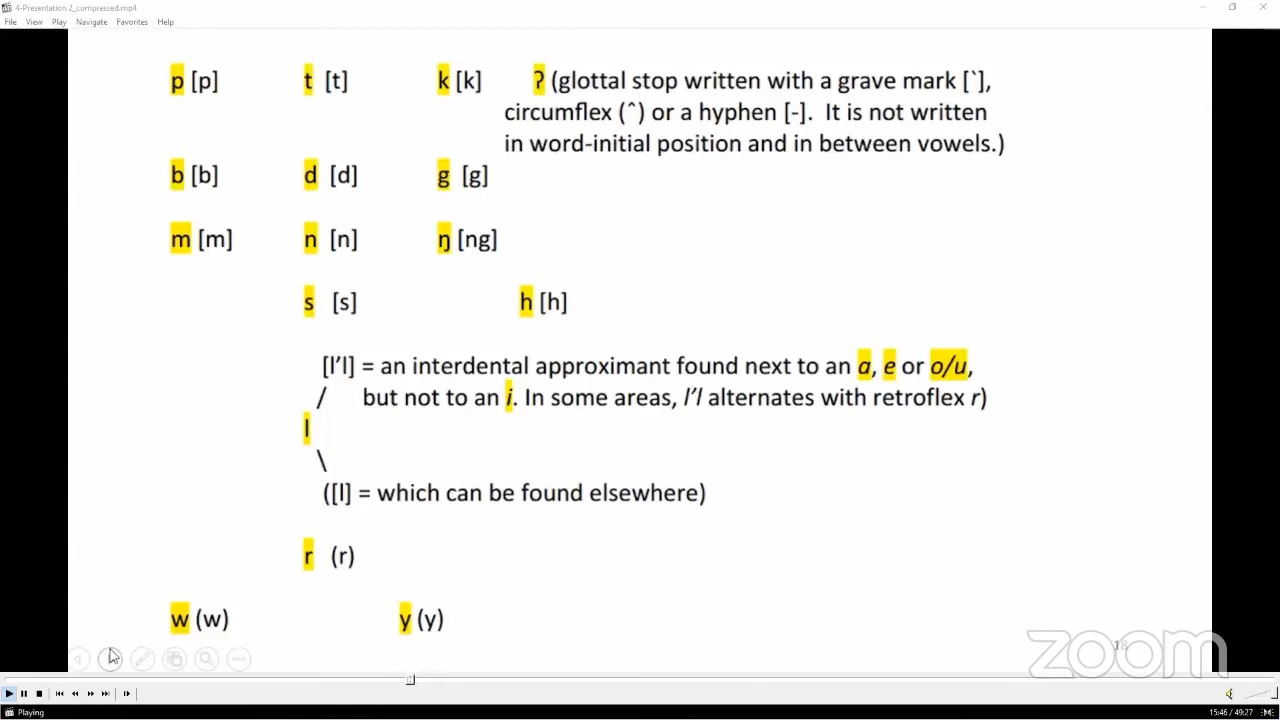 4-Presentation 2_compressed.mp4
File View Play Navigate Favorites Help
p [p] t [t] k [k] ʔ (glottal stop written with a grave mark [`],
circumflex (ˆ) or a hyphen [-]. It is not written
in word-initial position and in between vowels.)
b [b] d [d] g [g]
m [m] n [n] ŋ [ng]
s [s] h [h]
[l’l] = an interdental approximant found next to an a, e or o/u,
/ but not to an i. In some areas, l’l alternates with retroflex r)
l
\
([l] = which can be found elsewhere)
r (r)
w (w) y (y)
18
zoom
Playing 15:46 / 49:27